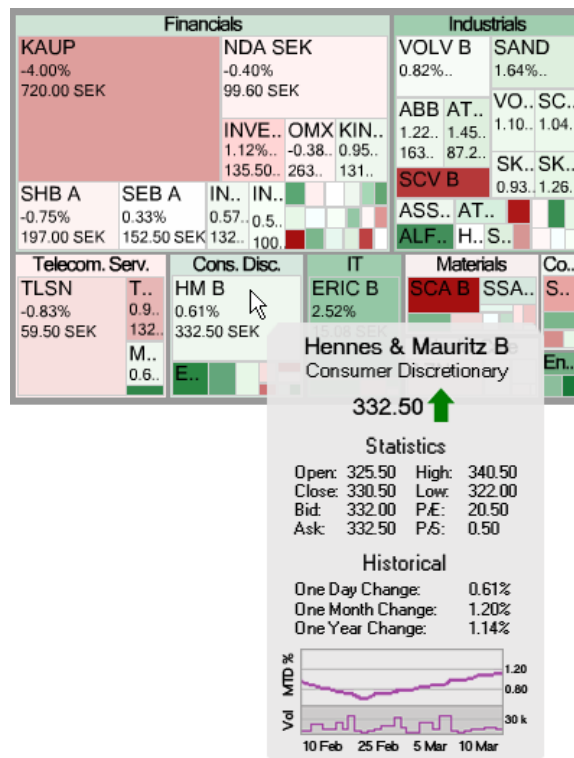 Financials
Industrials
KAUP
-4.00%
720.00 SEK
NDA SEK
-0.40%
99.60 SEK
INVE..
1.12%..
135.50..
OMX
-0.38..
263..
KIN..
0.95..
131..
SHB A
-0.75%
197.00 SEK
SEB A
0.33%
152.50 SEK
IN..
0.57..
132..
IN..
0.5..
100.
VOLV B
0.82%..
SAND
1.64%..
ABB
1.22..
163..
AT..
1.45..
87.2..
VO..
1.10..
SC..
1.04.
SCV B
SK..
0.93..
SK..
1.26.
ASS..
AT..
ALF..
H..
S..
Telecom. Serv.
Cons. Disc.
IT
Materials
Co..
TLSN
-0.83%
59.50 SEK
T..
0.9..
132..
M..
0.6..
HM B
0.61%
332.50 SEK
E..
ERIC B
2.52%
15.08 SEK
SCA B
SSA..
S..
En..
Hennes & Mauritz B
Consumer Discretionary
332.50
Statistics
Open: 325.50 High: 340.50
Close: 330.50 Low: 322.00
Bid: 332.00 P/E: 20.50
Ask: 332.50 P/S: 0.50
Historical
One Day Change: 0.61%
One Month Change: 1.20%
One Year Change: 1.14%
MTD %
1.20
0.80
Vol
30 k
10 Feb 25 Feb 5 Mar 10 Mar